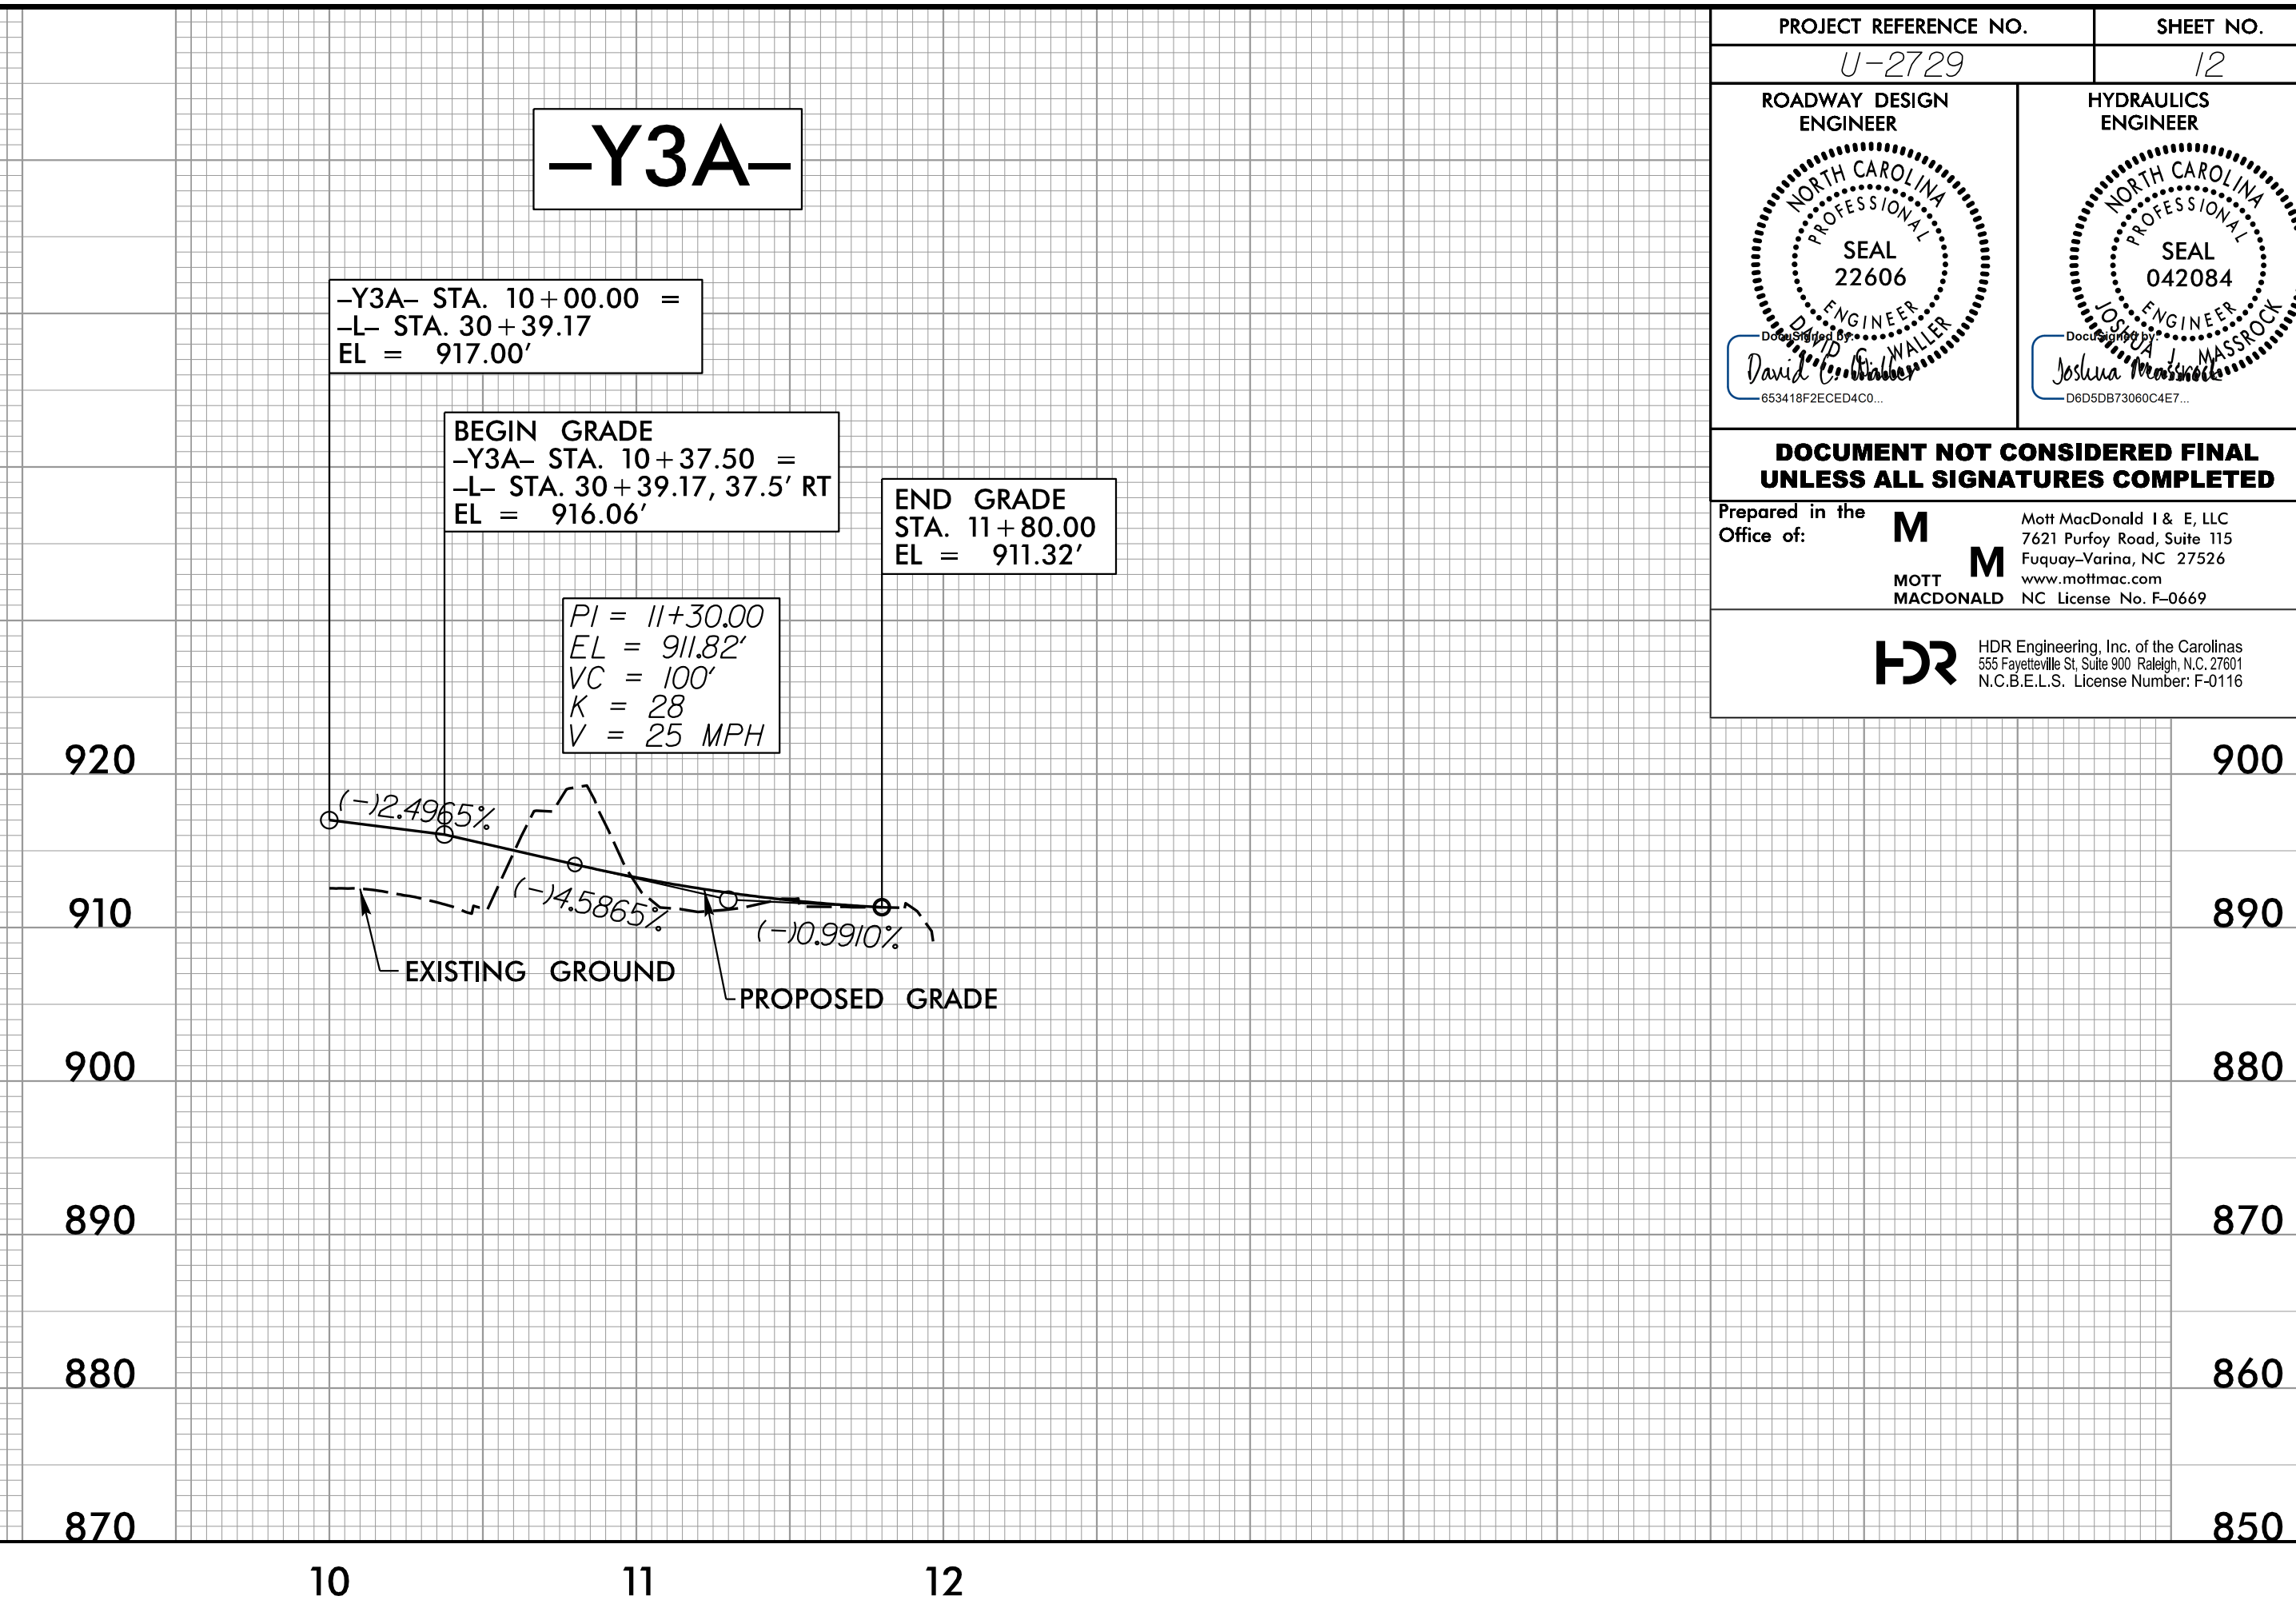 PROJECT REFERENCE NO.
SHEET NO.
U-2729
12
ROADWAY DESIGN
ENGINEER
HYDRAULICS
ENGINEER
NORTH CAROLINA
PROFESSIONAL
SEAL
22606
ENGINEER
DAVID C. WALLER
DocuSigned by:
David C. Waller
653418F2ECED4C0...
NORTH CAROLINA
PROFESSIONAL
SEAL
042084
ENGINEER
JOSHUA J. MASSROCK
DocuSigned by:
Joshua Massrock
D6D5DB73060C4E7...
DOCUMENT NOT CONSIDERED FINAL
UNLESS ALL SIGNATURES COMPLETED
Prepared in the
Office of:
M
M
MOTT
MACDONALD
Mott MacDonald I & E, LLC
7621 Purfoy Road, Suite 115
Fuquay–Varina, NC 27526
www.mottmac.com
NC License No. F–0669
HDR
HDR Engineering, Inc. of the Carolinas
555 Fayetteville St, Suite 900 Raleigh, N.C. 27601
N.C.B.E.L.S. License Number: F-0116
–Y3A–
–Y3A– STA. 10+00.00 =
–L– STA. 30+39.17
EL = 917.00′
BEGIN GRADE
–Y3A– STA. 10+37.50 =
–L– STA. 30+39.17, 37.5′ RT
EL = 916.06′
END GRADE
STA. 11+80.00
EL = 911.32′
PI = 11+30.00
EL = 911.82′
VC = 100′
K = 28
V = 25 MPH
(-)2.4965%
(-)4.5865%
(-)0.9910%
EXISTING GROUND
PROPOSED GRADE
920
910
900
890
880
870
900
890
880
870
860
850
10
11
12